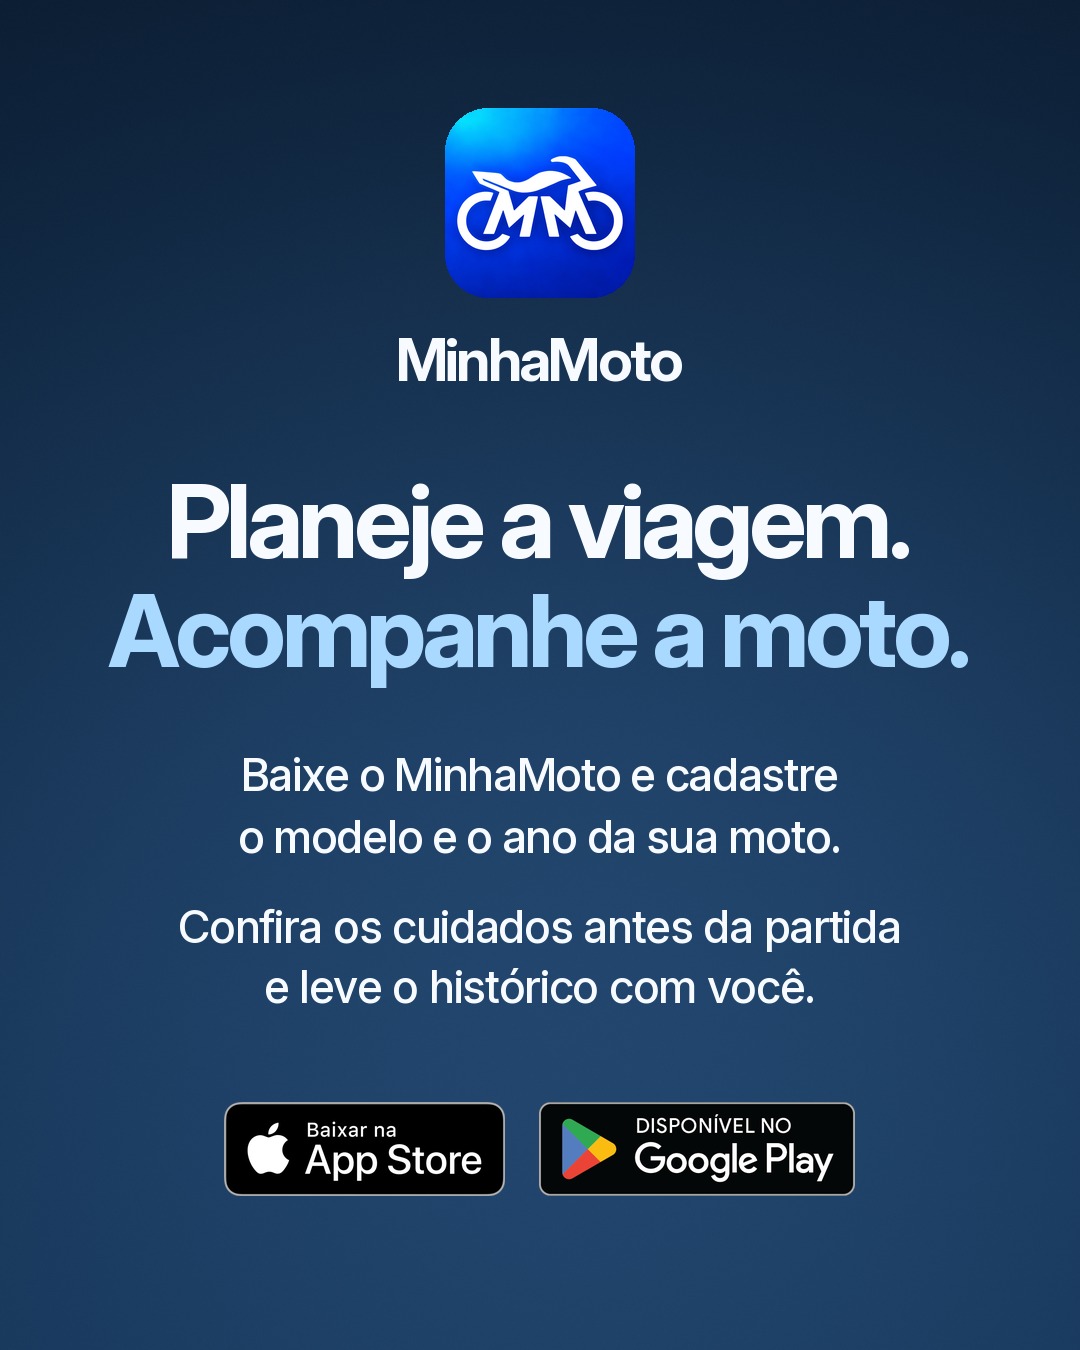 MM
MinhaMoto
Planeje a viagem.
Acompanhe a moto.
Baixe o MinhaMoto e cadastre
o modelo e o ano da sua moto.
Confira os cuidados antes da partida
e leve o histórico com você.
Baixar na
App Store
DISPONÍVEL NO
Google Play